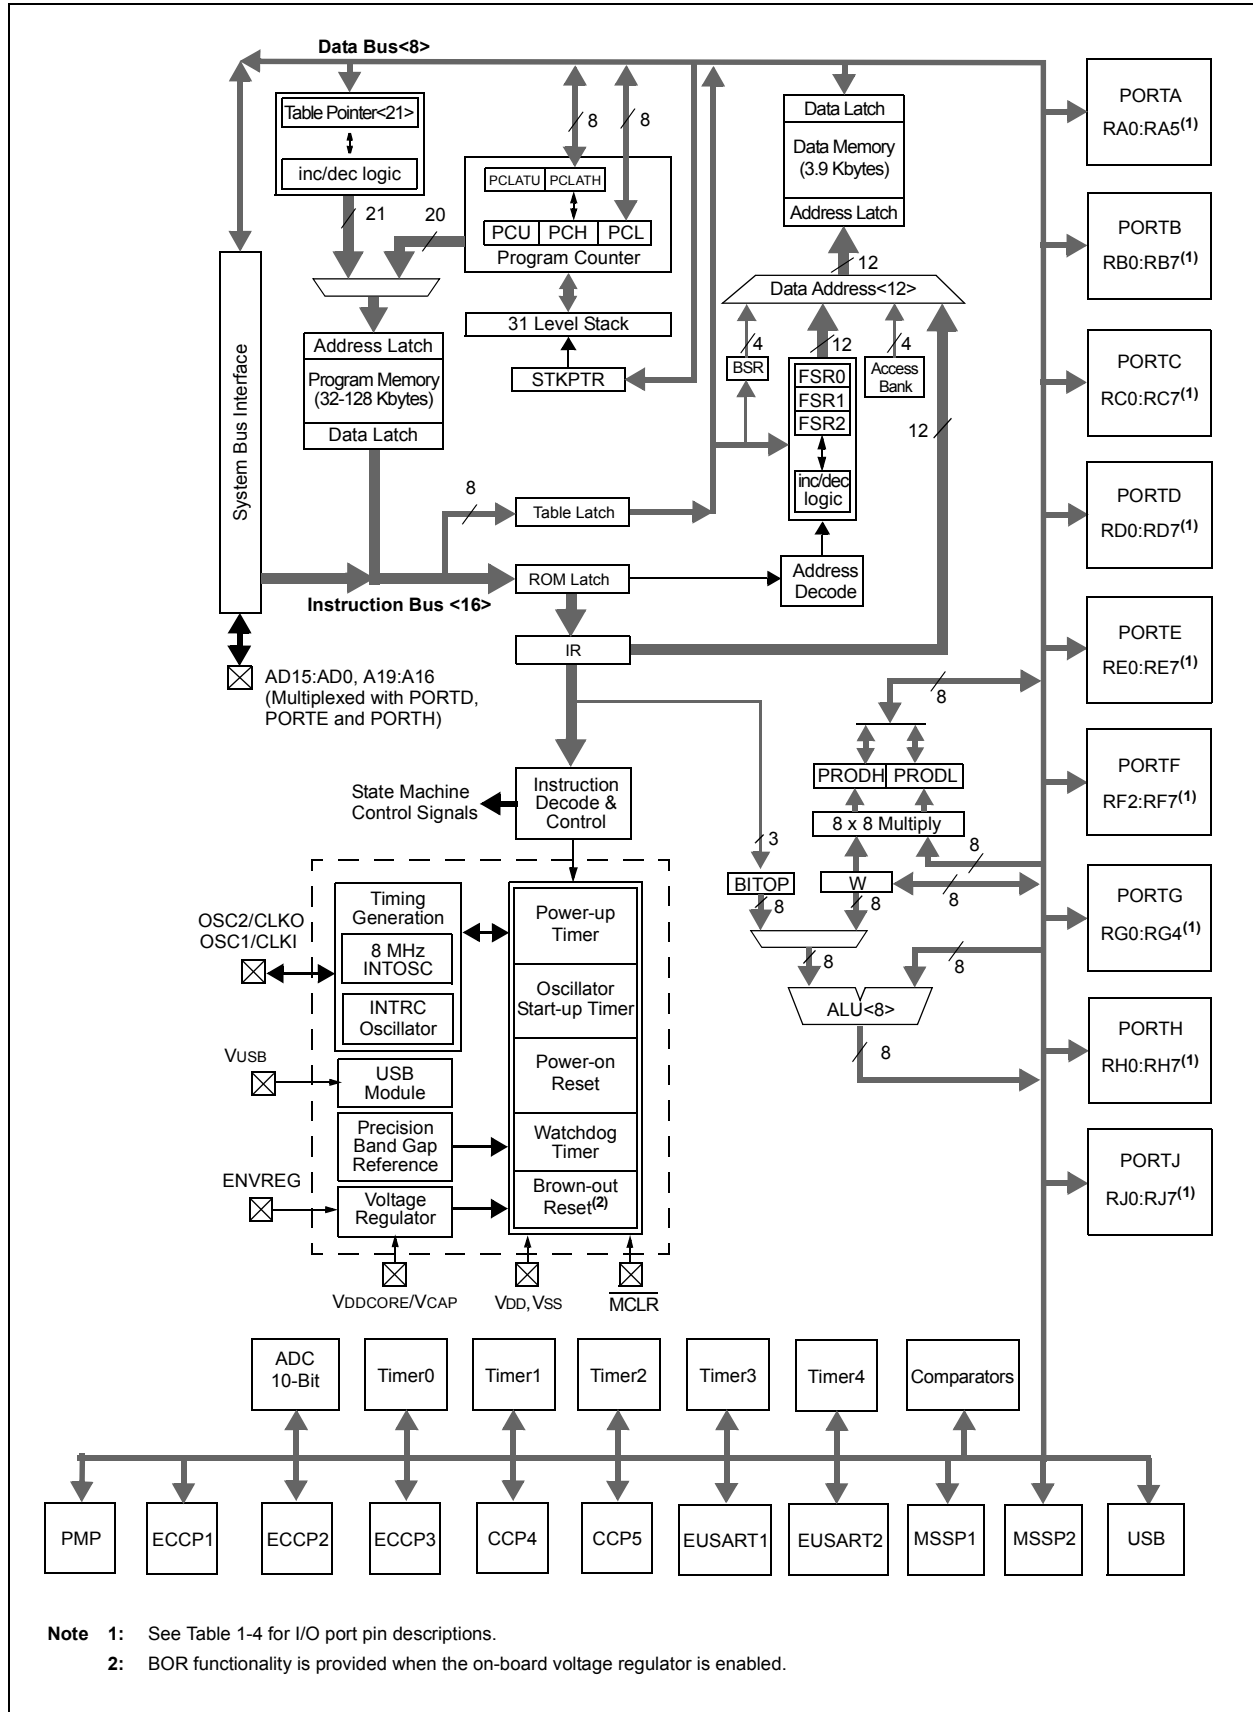 Data Bus<8>
Table Pointer<21>
inc/dec logic
21
20
8
8
PCLATU PCLATH
PCU PCH PCL
Program Counter
31 Level Stack
STKPTR
Data Latch
Data Memory
(3.9 Kbytes)
Address Latch
12
Data Address<12>
4
12
4
BSR
FSR0
FSR1
FSR2
inc/dec
logic
Access
Bank
12
Address
Decode
System Bus Interface
Address Latch
Program Memory
(32-128 Kbytes)
Data Latch
8
Table Latch
ROM Latch
Instruction Bus <16>
IR
AD15:AD0, A19:A16
(Multiplexed with PORTD,
PORTE and PORTH)
State Machine
Control Signals
Instruction
Decode &
Control
8
PRODH PRODL
8 x 8 Multiply
3
8
BITOP
W
8
8
8
8
8
ALU<8>
8
OSC2/CLKO
OSC1/CLKI
Timing
Generation
8 MHz
INTOSC
INTRC
Oscillator
Power-up
Timer
Oscillator
Start-up Timer
Power-on
Reset
Watchdog
Timer
Brown-out
Reset(2)
VUSB
USB
Module
Precision
Band Gap
Reference
ENVREG
Voltage
Regulator
VDDCORE/VCAP
VDD, VSS
MCLR
PORTA
RA0:RA5(1)
PORTB
RB0:RB7(1)
PORTC
RC0:RC7(1)
PORTD
RD0:RD7(1)
PORTE
RE0:RE7(1)
PORTF
RF2:RF7(1)
PORTG
RG0:RG4(1)
PORTH
RH0:RH7(1)
PORTJ
RJ0:RJ7(1)
ADC
10-Bit
Timer0
Timer1
Timer2
Timer3
Timer4
Comparators
PMP
ECCP1
ECCP2
ECCP3
CCP4
CCP5
EUSART1
EUSART2
MSSP1
MSSP2
USB
Note 1: See Table 1-4 for I/O port pin descriptions.
2: BOR functionality is provided when the on-board voltage regulator is enabled.